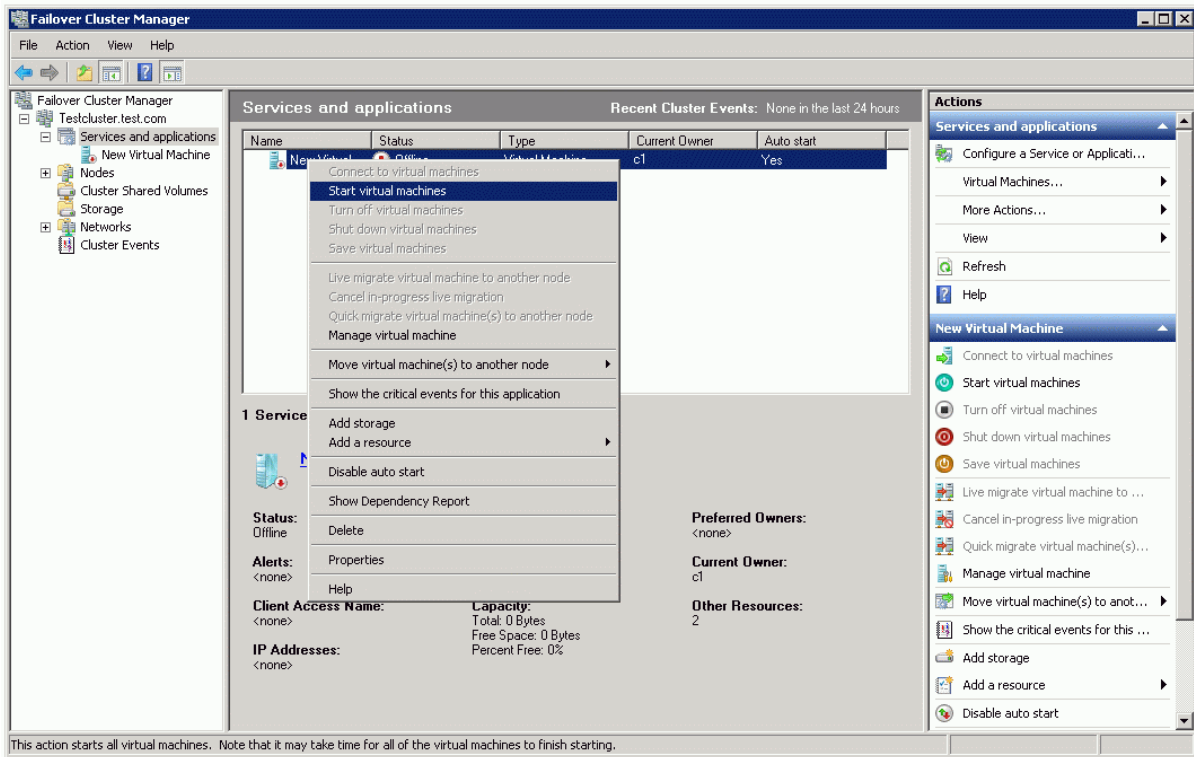 Failover Cluster Manager
File Action View Help
Failover Cluster Manager
Testcluster.test.com
Services and applications
New Virtual Machine
Nodes
Cluster Shared Volumes
Storage
Networks
Cluster Events
Services and applications
Recent Cluster Events: None in the last 24 hours
Name Status Type Current Owner Auto start
New Virtual Offline Virtual Machine c1 Yes
Connect to virtual machines
Start virtual machines
Turn off virtual machines
Shut down virtual machines
Save virtual machines
Live migrate virtual machine to another node
Cancel in-progress live migration
Quick migrate virtual machine(s) to another node
Manage virtual machine
Move virtual machine(s) to another node
Show the critical events for this application
Add storage
Add a resource
Disable auto start
Show Dependency Report
Delete
Properties
Help
1 Service
N
Status:
Offline
Alerts:
<none>
Client Access Name:
<none>
IP Addresses:
<none>
Capacity:
Total: 0 Bytes
Free Space: 0 Bytes
Percent Free: 0%
Preferred Owners:
<none>
Current Owner:
c1
Other Resources:
2
Actions
Services and applications
Configure a Service or Applicati...
Virtual Machines...
More Actions...
View
Refresh
Help
New Virtual Machine
Connect to virtual machines
Start virtual machines
Turn off virtual machines
Shut down virtual machines
Save virtual machines
Live migrate virtual machine to ...
Cancel in-progress live migration
Quick migrate virtual machine(s)...
Manage virtual machine
Move virtual machine(s) to anot...
Show the critical events for this ...
Add storage
Add a resource
Disable auto start
This action starts all virtual machines. Note that it may take time for all of the virtual machines to finish starting.